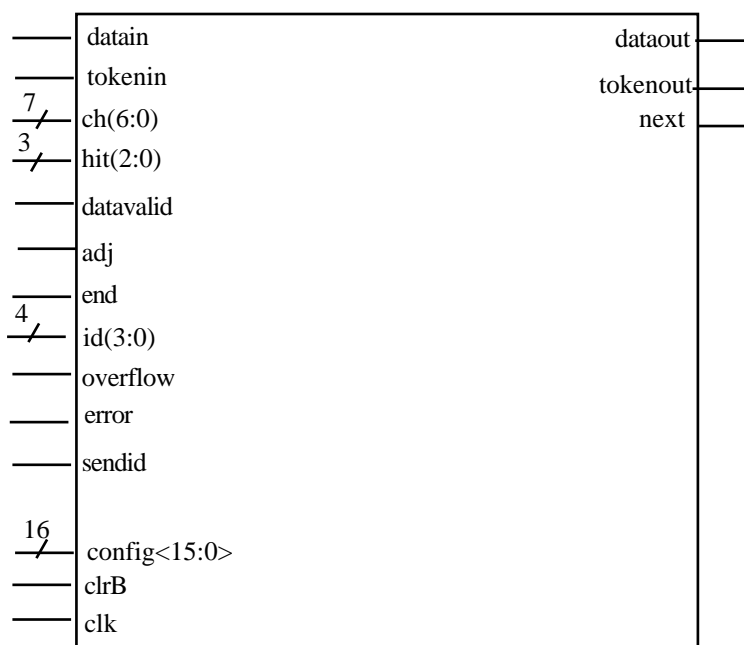 datain
dataout
tokenin
tokenout
7
ch(6:0)
next
3
hit(2:0)
datavalid
adj
end
4
id(3:0)
overflow
error
sendid
16
config<15:0>
clrB
clk